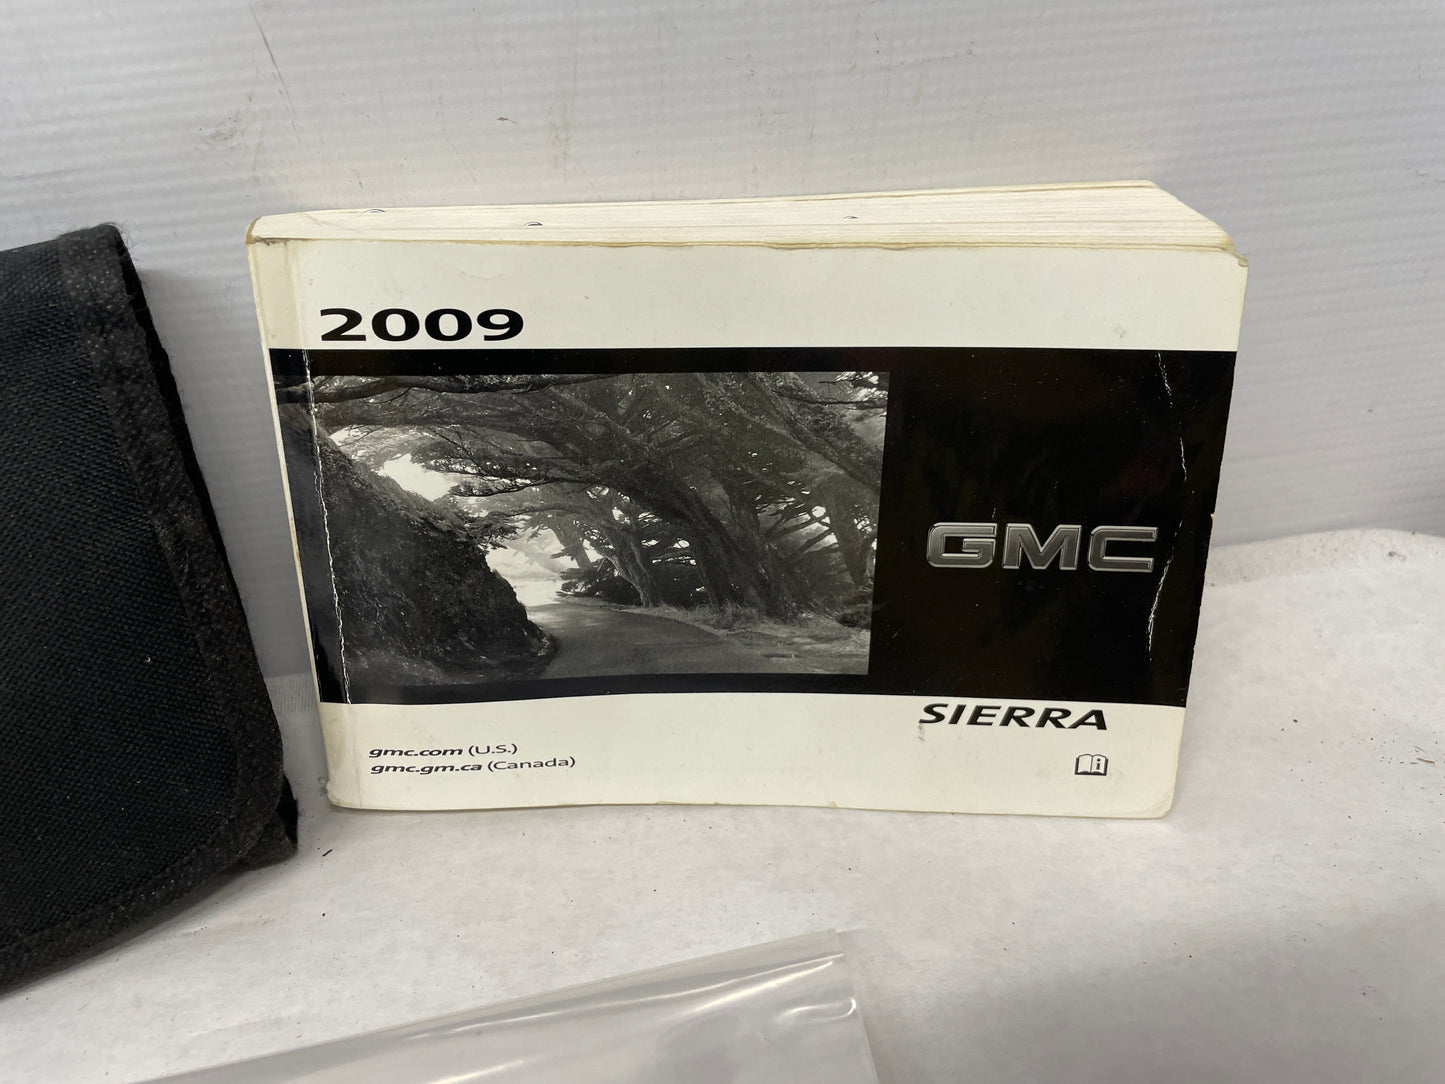 2009
GMC
SIERRA
gmc.com (U.S.)
gmc.gm.ca (Canada)
i